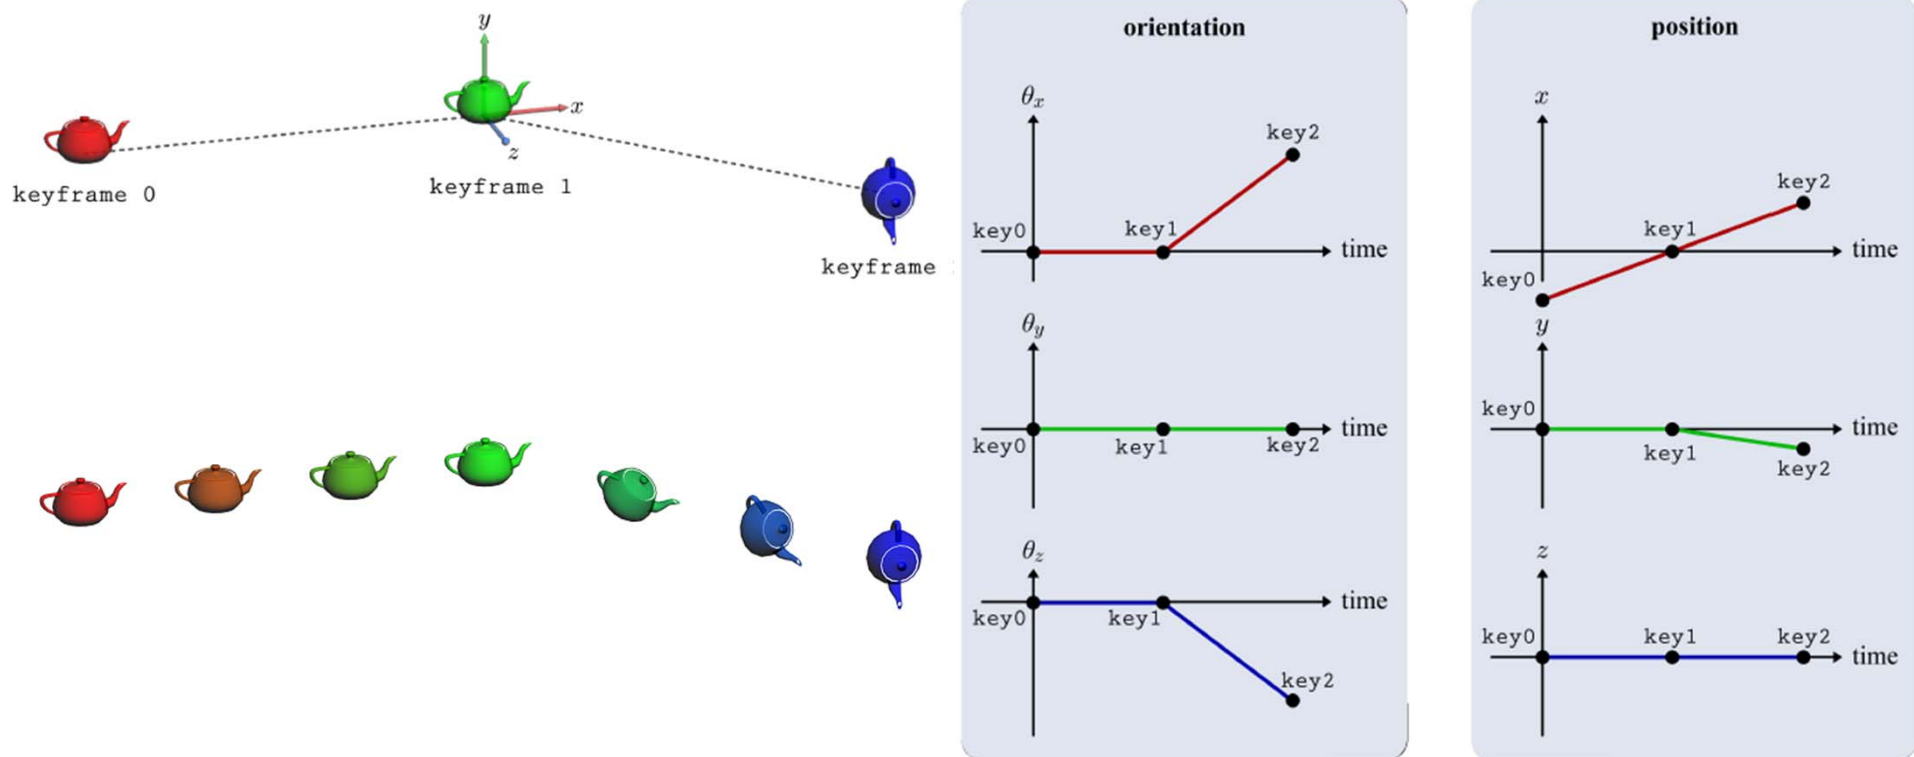 y
x
z
keyframe 0
keyframe 1
keyframe
orientation
θx
key0
key1
key2
time
θy
key0
key1
key2
time
θz
key0
key1
key2
time
position
x
key0
key1
key2
time
y
key0
key1
key2
time
z
key0
key1
key2
time